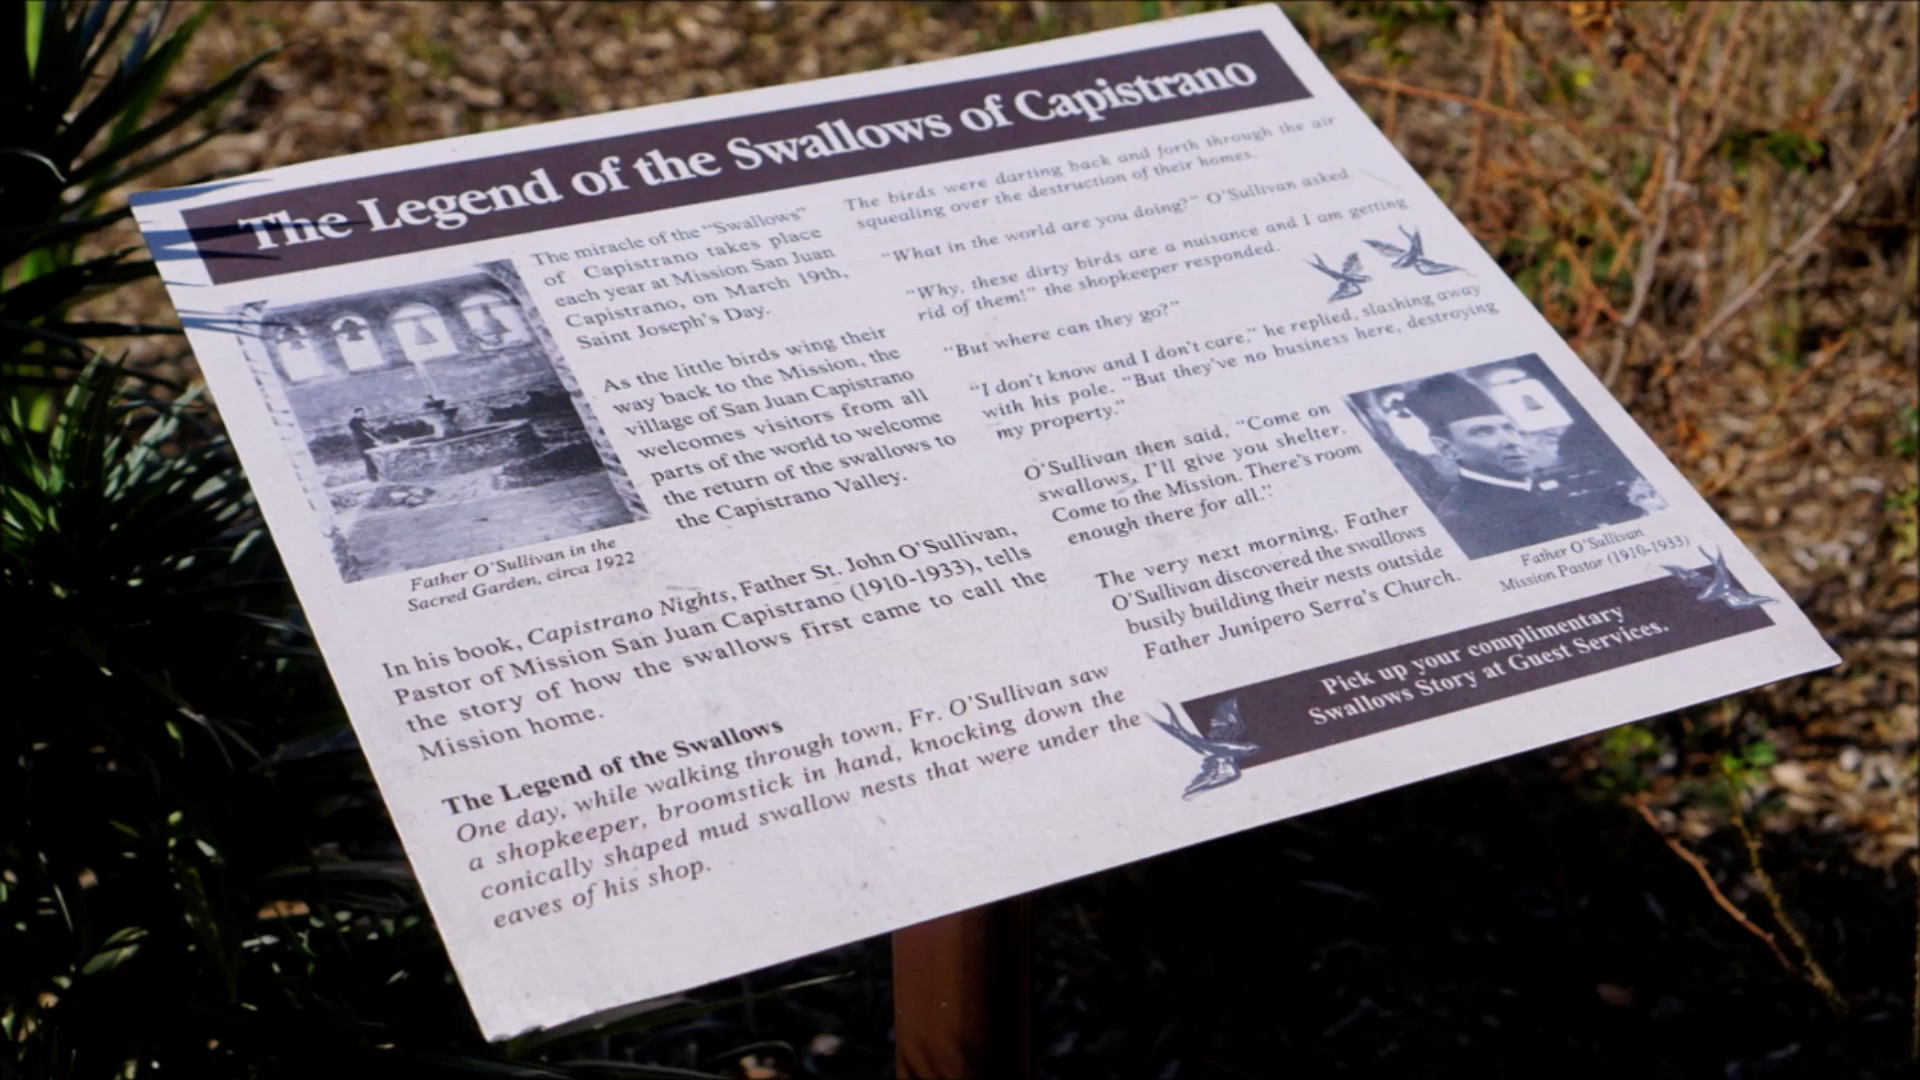 The Legend of the Swallows of Capistrano
The miracle of the "Swallows"
of Capistrano takes place
each year at Mission San Juan
Capistrano, on March 19th,
Saint Joseph's Day.
As the little birds wing their
way back to the Mission, the
village of San Juan Capistrano
welcomes visitors from all
parts of the world to welcome
the return of the swallows to
the Capistrano Valley.
Father O'Sullivan in the
Sacred Garden, circa 1922
In his book, Capistrano Nights, Father St. John O'Sullivan,
Pastor of Mission San Juan Capistrano (1910-1933), tells
the story of how the swallows first came to call the
Mission home.
The Legend of the Swallows
One day, while walking through town, Fr. O'Sullivan saw
a shopkeeper, broomstick in hand, knocking down the
conically shaped mud swallow nests that were under the
eaves of his shop.
The birds were darting back and forth through the air
squealing over the destruction of their homes.
"What in the world are you doing?" O'Sullivan asked.
"Why, these dirty birds are a nuisance and I am getting
rid of them!" the shopkeeper responded.
"But where can they go?"
"I don't know and I don't care," he replied, slashing away
with his pole. "But they've no business here, destroying
my property."
O'Sullivan then said, "Come on
swallows, I'll give you shelter.
Come to the Mission. There's room
enough there for all."
The very next morning, Father
O'Sullivan discovered the swallows
busily building their nests outside
Father Junipero Serra's Church.
Father O'Sullivan
Mission Pastor (1910-1933)
Pick up your complimentary
Swallows Story at Guest Services.